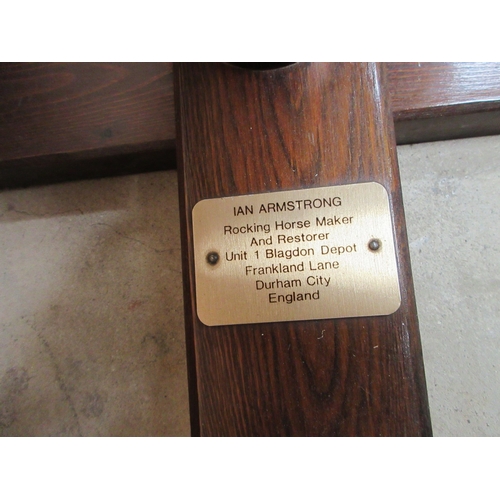 IAN ARMSTRONG
Rocking Horse Maker
And Restorer
Unit 1 Blagdon Depot
Frankland Lane
Durham City
England